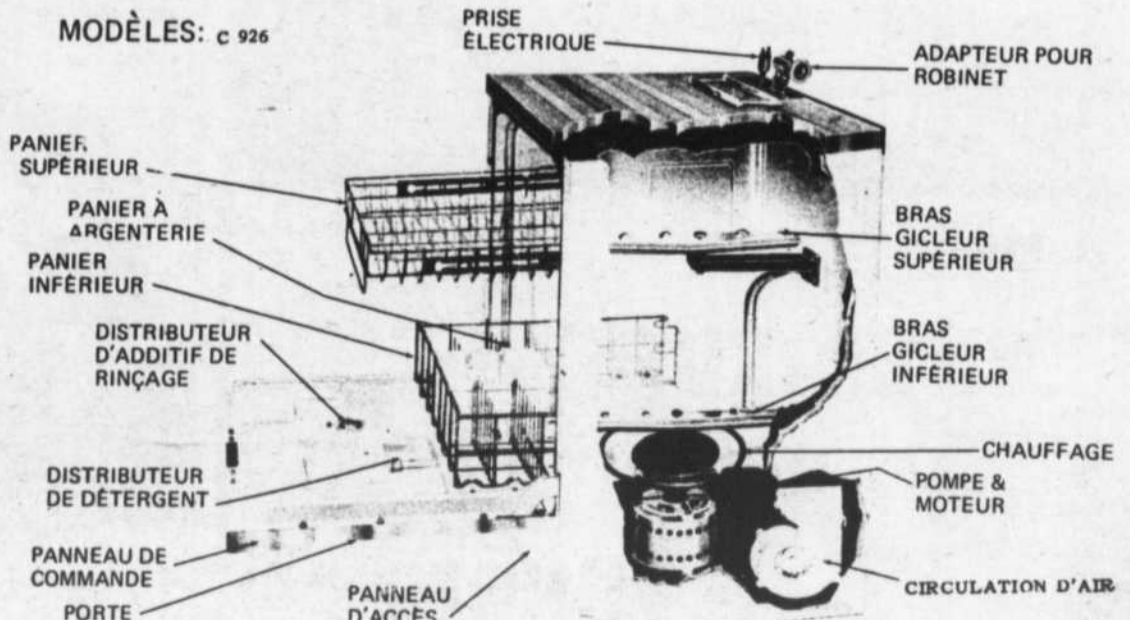 MODÈLES: C 926
PRISE
ÉLECTRIQUE
ADAPTEUR POUR
ROBINET
PANIER
SUPÉRIEUR
PANIER À
ARGENTERIE
PANIER
INFÉRIEUR
DISTRIBUTEUR
D'ADDITIF DE
RINÇAGE
DISTRIBUTEUR
DE DÉTERGENT
PANNEAU DE
COMMANDE
PORTE
PANNEAU
D'ACCÈS
BRAS
GICLEUR
SUPÉRIEUR
BRAS
GICLEUR
INFÉRIEUR
CHAUFFAGE
POMPE &
MOTEUR
CIRCULATION D'AIR